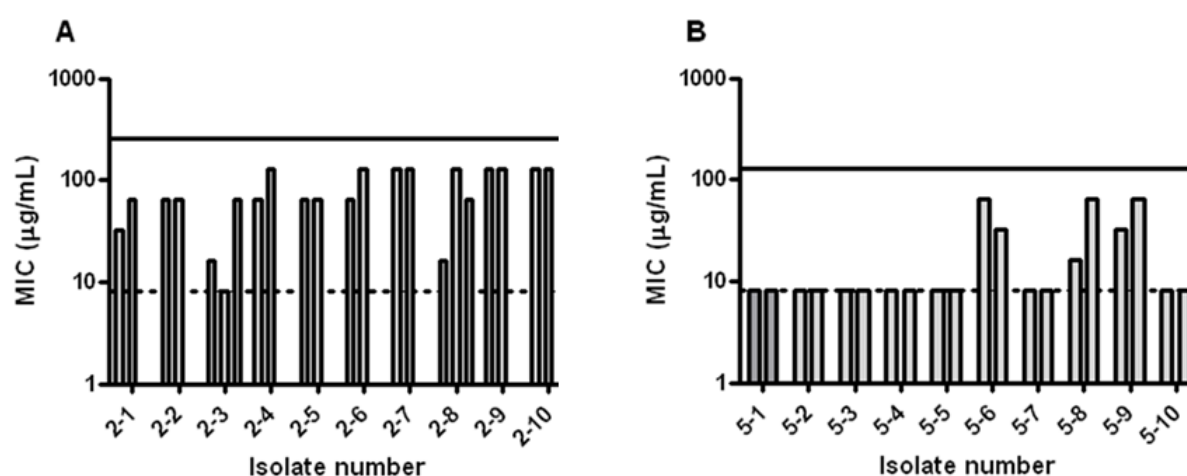 A
MIC (µg/mL)
1000
100
10
1
2-1 2-2 2-3 2-4 2-5 2-6 2-7 2-8 2-9 2-10
Isolate number
B
MIC (µg/mL)
1000
100
10
1
5-1 5-2 5-3 5-4 5-5 5-6 5-7 5-8 5-9 5-10
Isolate number